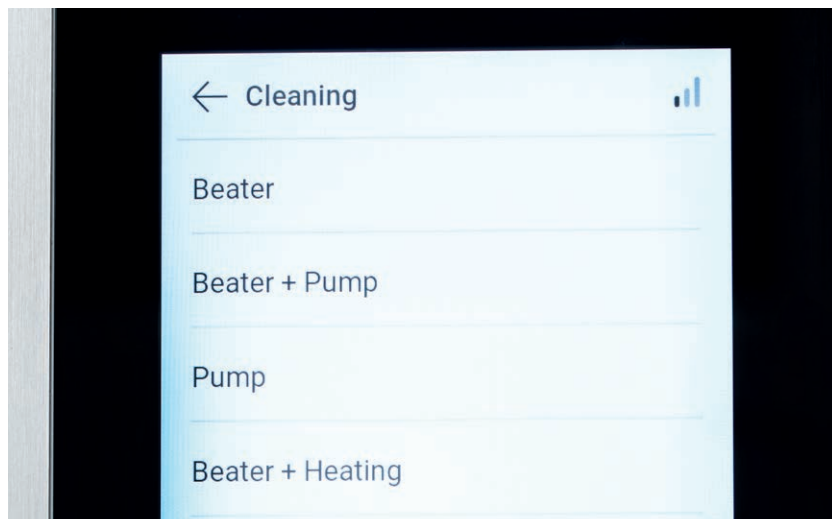 Cleaning
Beater
Beater + Pump
Pump
Beater + Heating